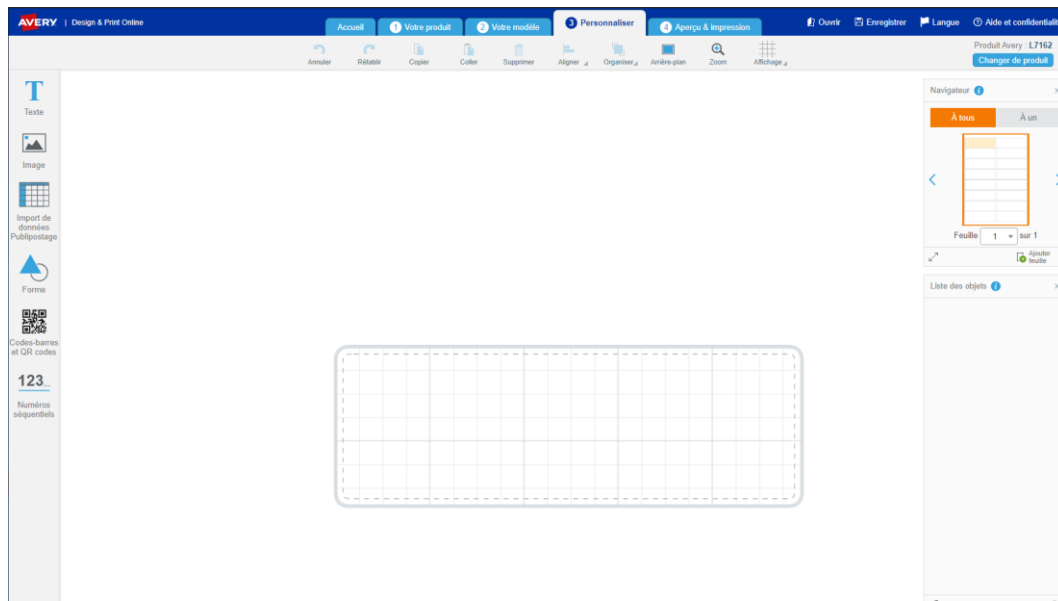 AVERY | Design & Print Online
Accueil
1 Votre produit
2 Votre modèle
3 Personnaliser
4 Aperçu & impression
Ouvrir
Enregistrer
Langue
Aide et confidentialit
Annuler
Rétablir
Copier
Coller
Supprimer
Aligner
Organiser
Arrière-plan
Zoom
Affichage
Produit Avery : L7162
Changer de produit
T
Texte
Image
Import de
données
Publipostage
Forme
Codes-barres
et QR codes
123...
Numéros
séquentiels
Navigateur i
À tous
À un
Feuille 1 sur 1
Ajouter
feuille
Liste des objets i